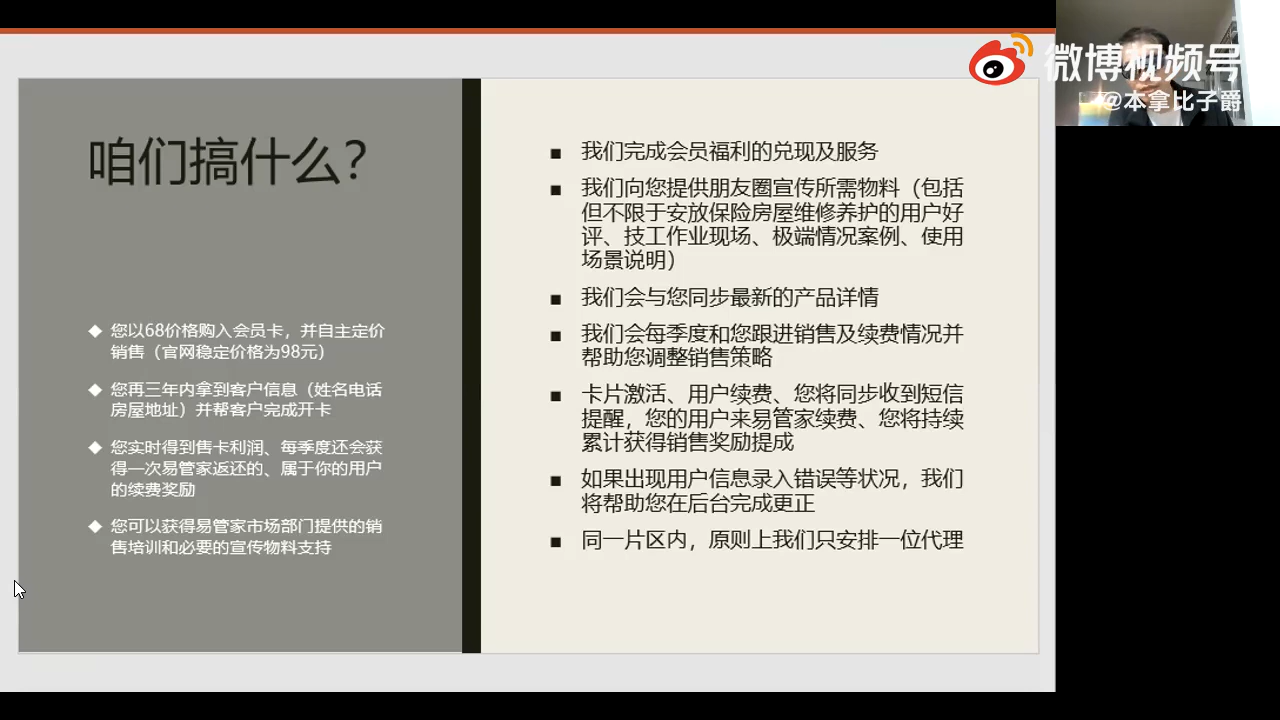 微博视频号
@本拿比子爵
咱们搞什么？
◆ 您以68价格购入会员卡，并自主定价
销售（官网稳定价格为98元）
◆ 您再三年内拿到客户信息（姓名电话
房屋地址）并帮客户完成开卡
◆ 您实时得到售卡利润、每季度还会获
得一次易管家返还的、属于你的用户
的续费奖励
◆ 您可以获得易管家市场部门提供的销
售培训和必要的宣传物料支持
■ 我们完成会员福利的兑现及服务
■ 我们向您提供朋友圈宣传所需物料（包括
但不限于安放保险房屋维修养护的用户好
评、技工作业现场、极端情况案例、使用
场景说明）
■ 我们会与您同步最新的产品详情
■ 我们会每季度和您跟进销售及续费情况并
帮助您调整销售策略
■ 卡片激活、用户续费、您将同步收到短信
提醒，您的用户来易管家续费、您将持续
累计获得销售奖励提成
■ 如果出现用户信息录入错误等状况，我们
将帮助您在后台完成更正
■ 同一片区内，原则上我们只安排一位代理